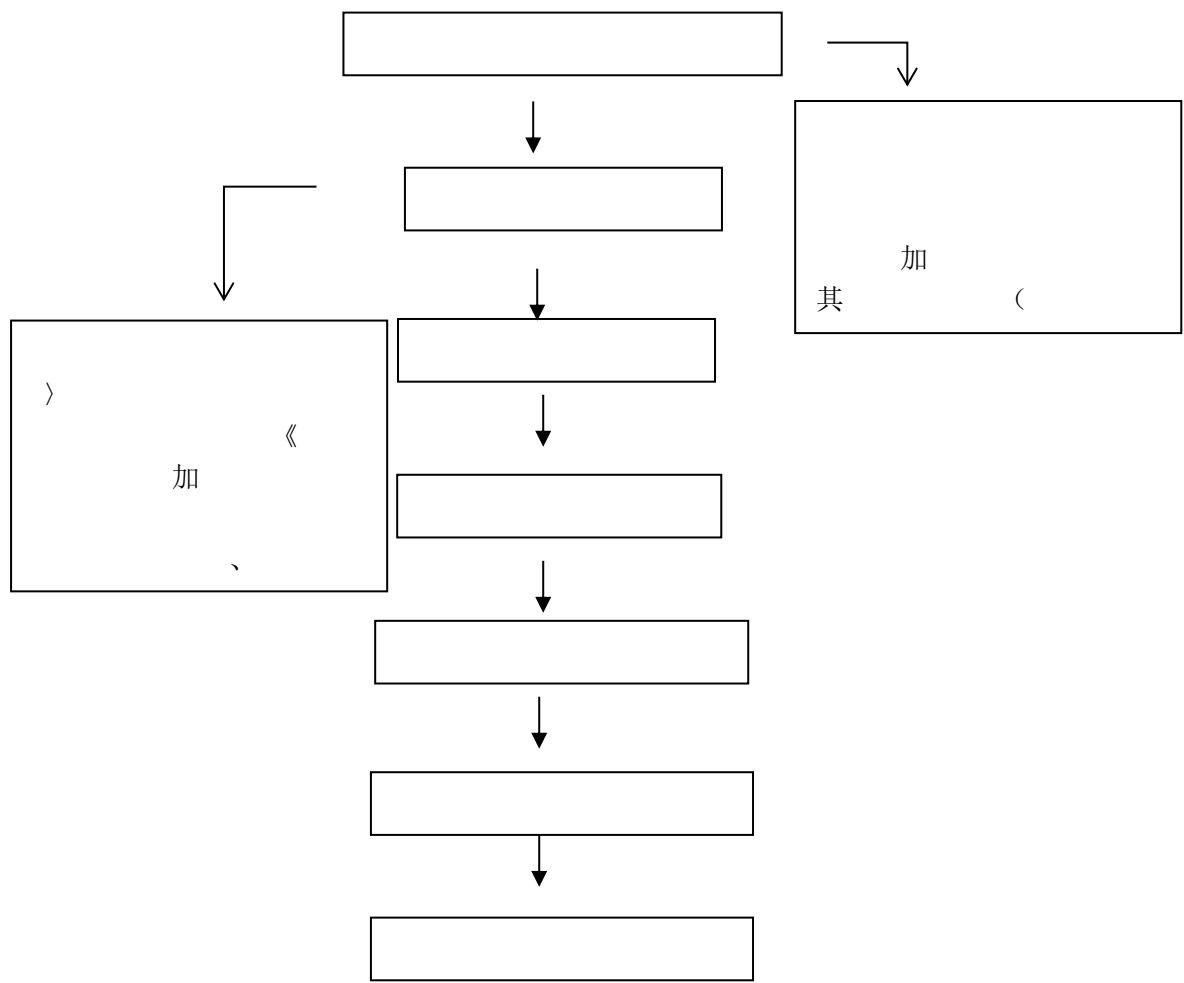 加
其 （
〉
《
加
、